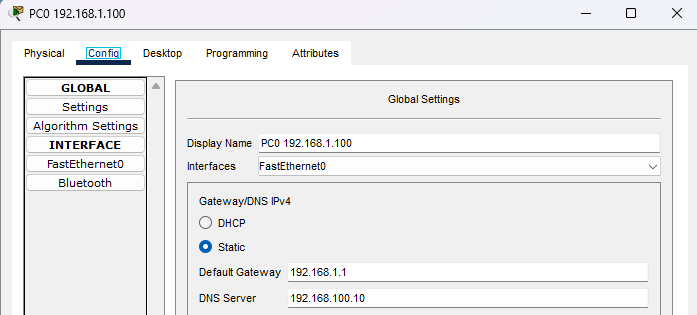 PC0 192.168.1.100
Physical Config Desktop Programming Attributes
GLOBAL
Settings
Algorithm Settings
INTERFACE
FastEthernet0
Bluetooth
Global Settings
Display Name PC0 192.168.1.100
Interfaces FastEthernet0
Gateway/DNS IPv4
DHCP
Static
Default Gateway 192.168.1.1
DNS Server 192.168.100.10